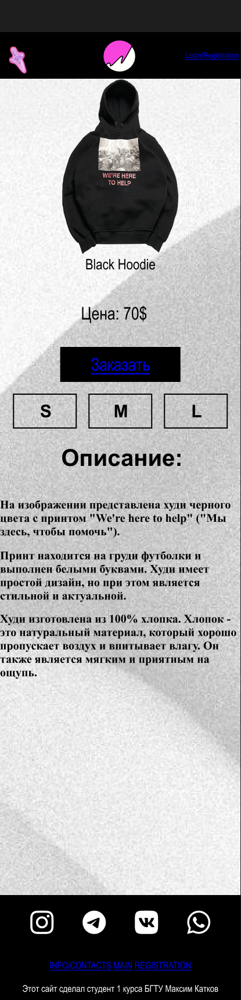 Login/Registration
WE'RE HERE
TO HELP
Black Hoodie
Цена: 70$
Заказать
S M L
Описание:
На изображении представлена худи черного
цвета с принтом "We're here to help" ("Мы
здесь, чтобы помочь").
Принт находится на груди футболки и
выполнен белыми буквами. Худи имеет
простой дизайн, но при этом является
стильной и актуальной.
Худи изготовлена из 100% хлопка. Хлопок -
это натуральный материал, который хорошо
пропускает воздух и впитывает влагу. Он
также является мягким и приятным на
ощупь.
INFO/CONTACTS MAIN REGISTRATION
Этот сайт сделал студент 1 курса БГТУ Максим Катков